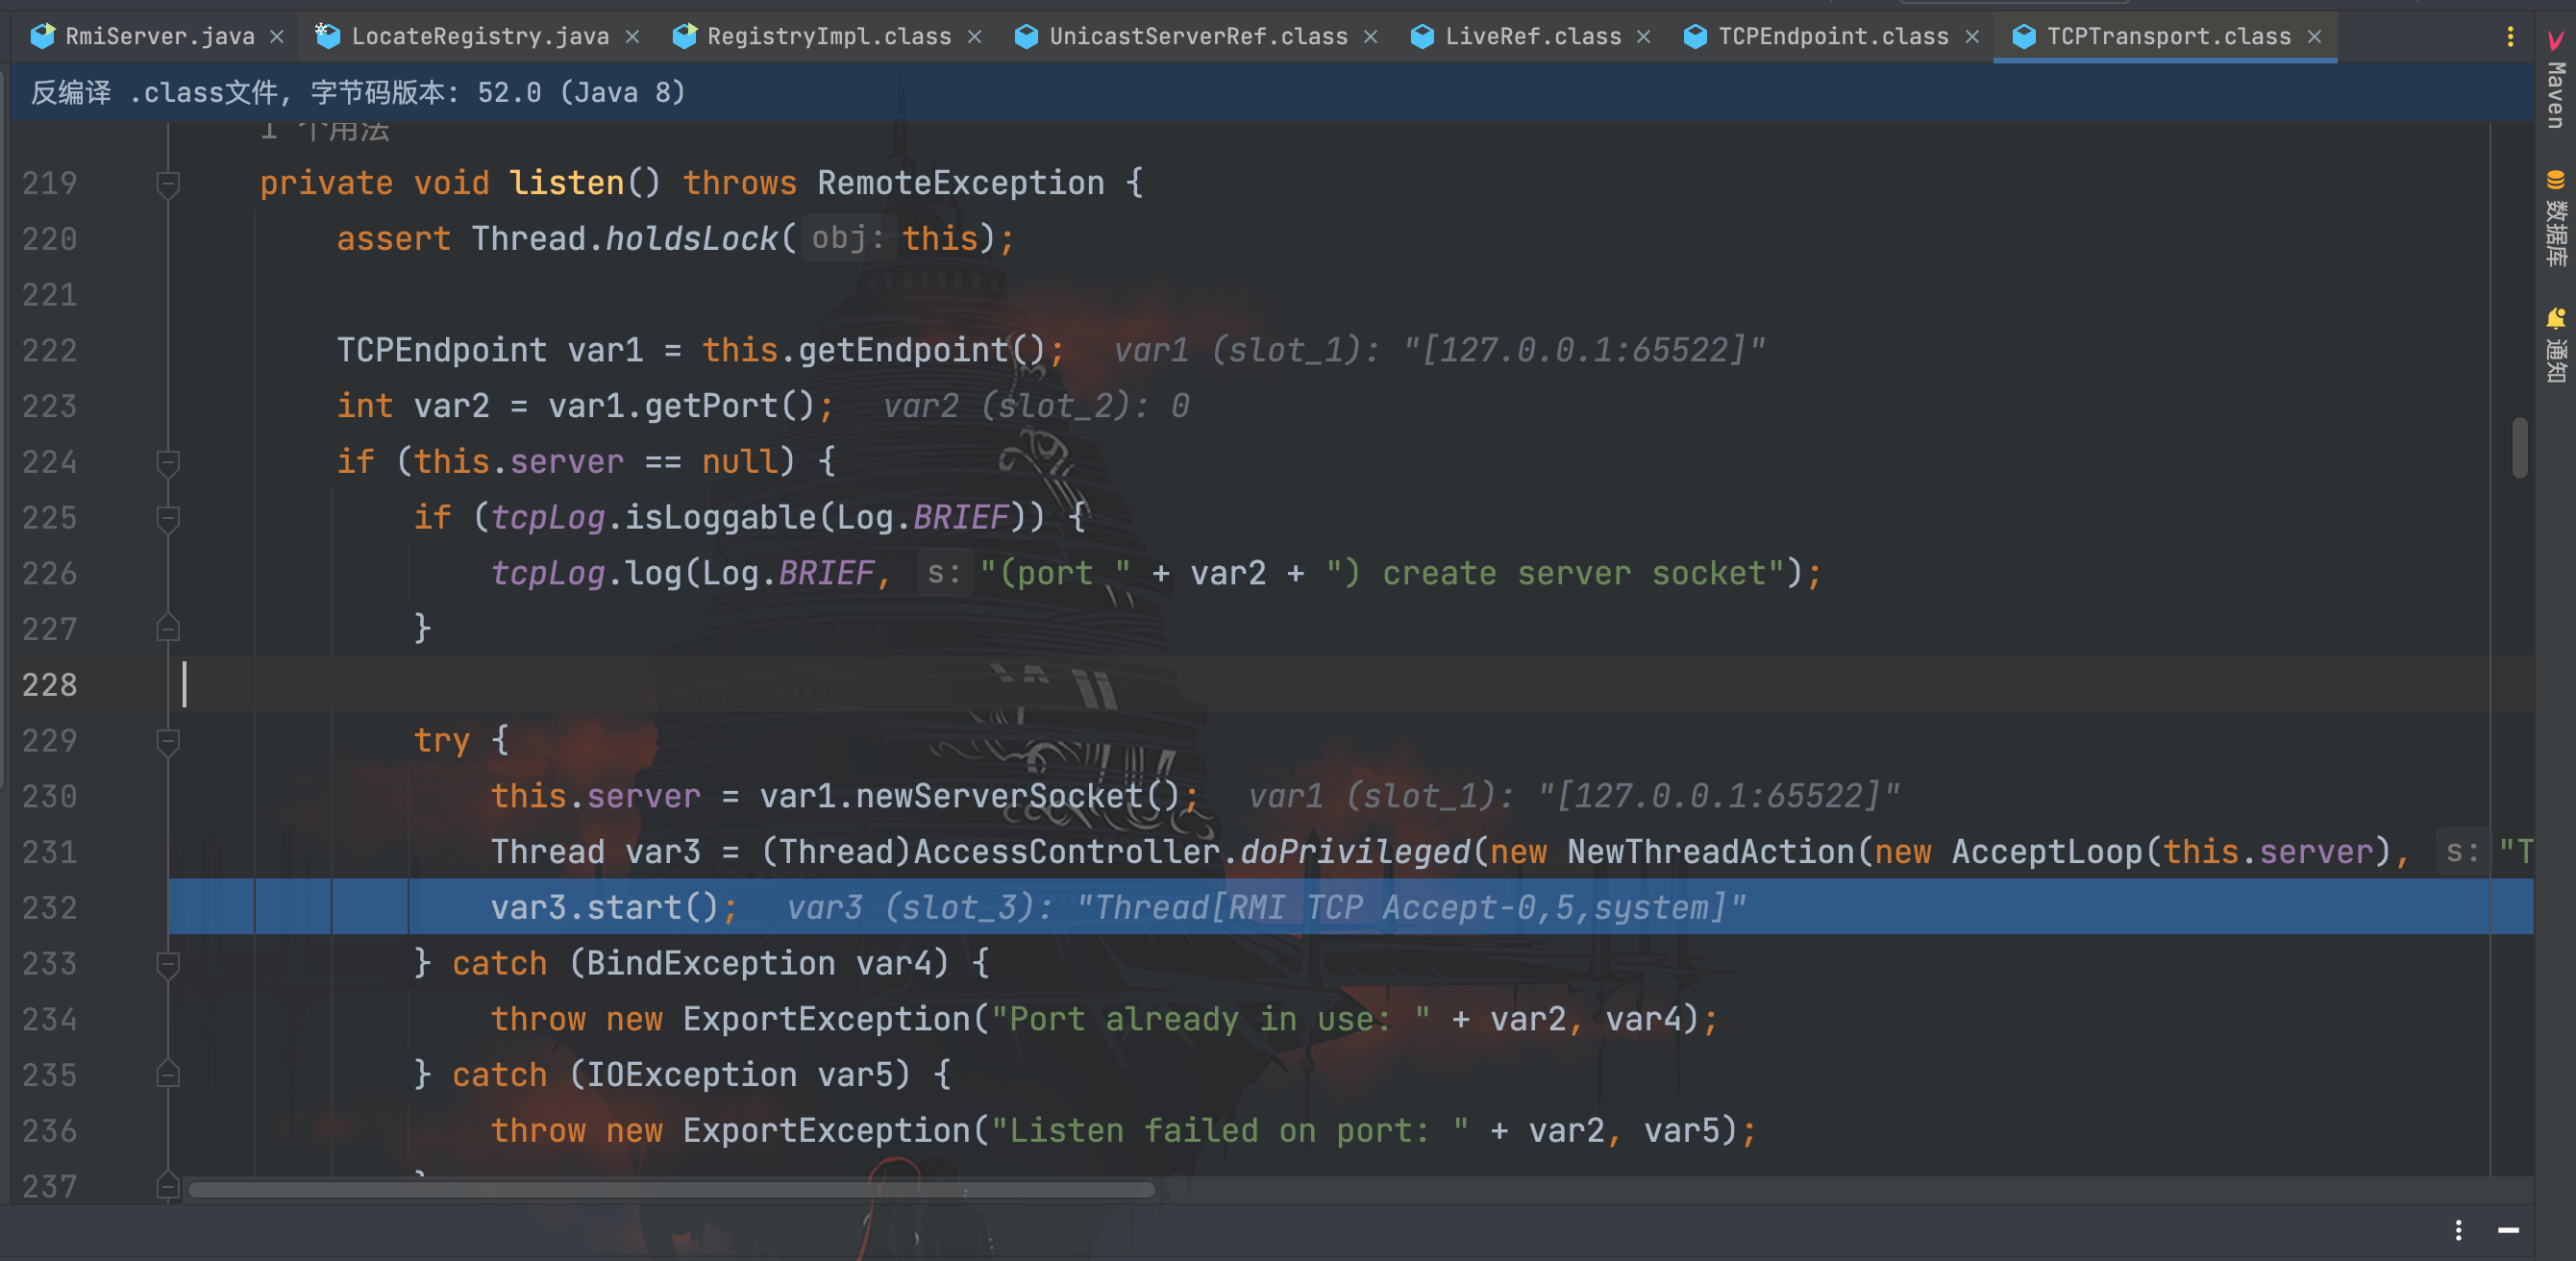 RmiServer.java × LocateRegistry.java × RegistryImpl.class × UnicastServerRef.class × LiveRef.class × TCPEndpoint.class × TCPTransport.class ×
反编译 .class文件, 字节码版本: 52.0 (Java 8)
1 个用法
219 private void listen() throws RemoteException {
220 assert Thread.holdsLock( obj: this);
221
222 TCPEndpoint var1 = this.getEndpoint(); var1 (slot_1): "[127.0.0.1:65522]"
223 int var2 = var1.getPort(); var2 (slot_2): 0
224 if (this.server == null) {
225 if (tcpLog.isLoggable(Log.BRIEF)) {
226 tcpLog.log(Log.BRIEF, s: "(port " + var2 + ") create server socket");
227 }
228
229 try {
230 this.server = var1.newServerSocket(); var1 (slot_1): "[127.0.0.1:65522]"
231 Thread var3 = (Thread)AccessController.doPrivileged(new NewThreadAction(new AcceptLoop(this.server), s: "T
232 var3.start(); var3 (slot_3): "Thread[RMI TCP Accept-0,5,system]"
233 } catch (BindException var4) {
234 throw new ExportException("Port already in use: " + var2, var4);
235 } catch (IOException var5) {
236 throw new ExportException("Listen failed on port: " + var2, var5);
237 }
Maven
数据库
通知